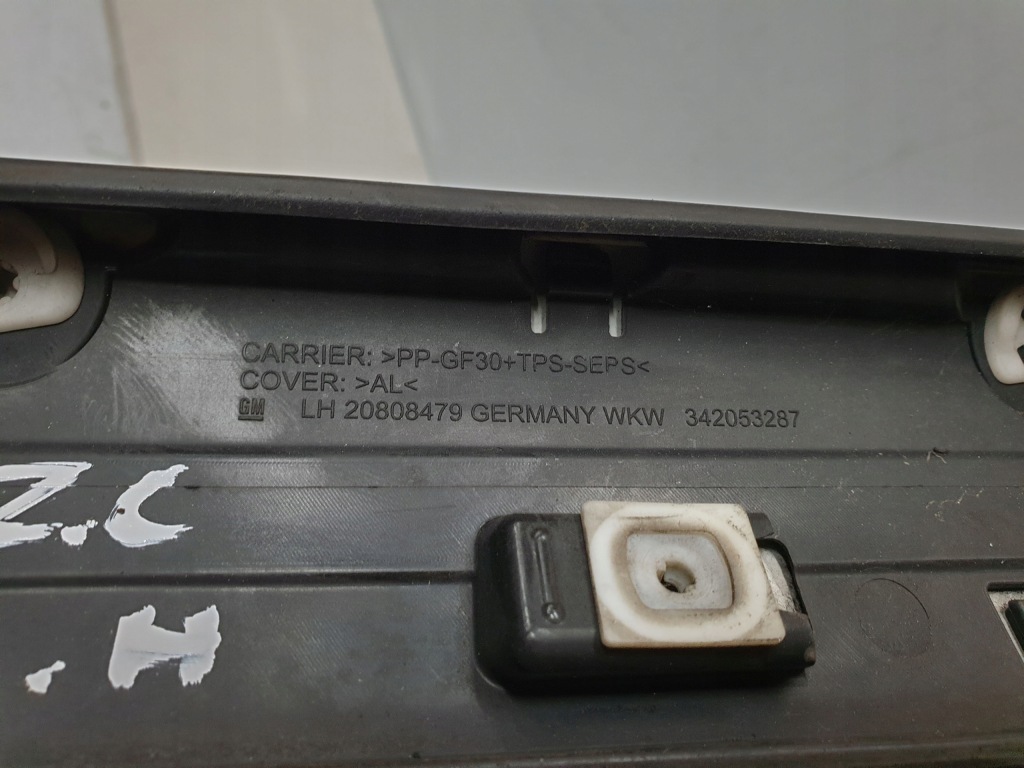 CARRIER: >PP-GF30+TPS-SEPS<
COVER: >AL<
GM LH 20808479 GERMANY WKW 342053287
Z.C
. H